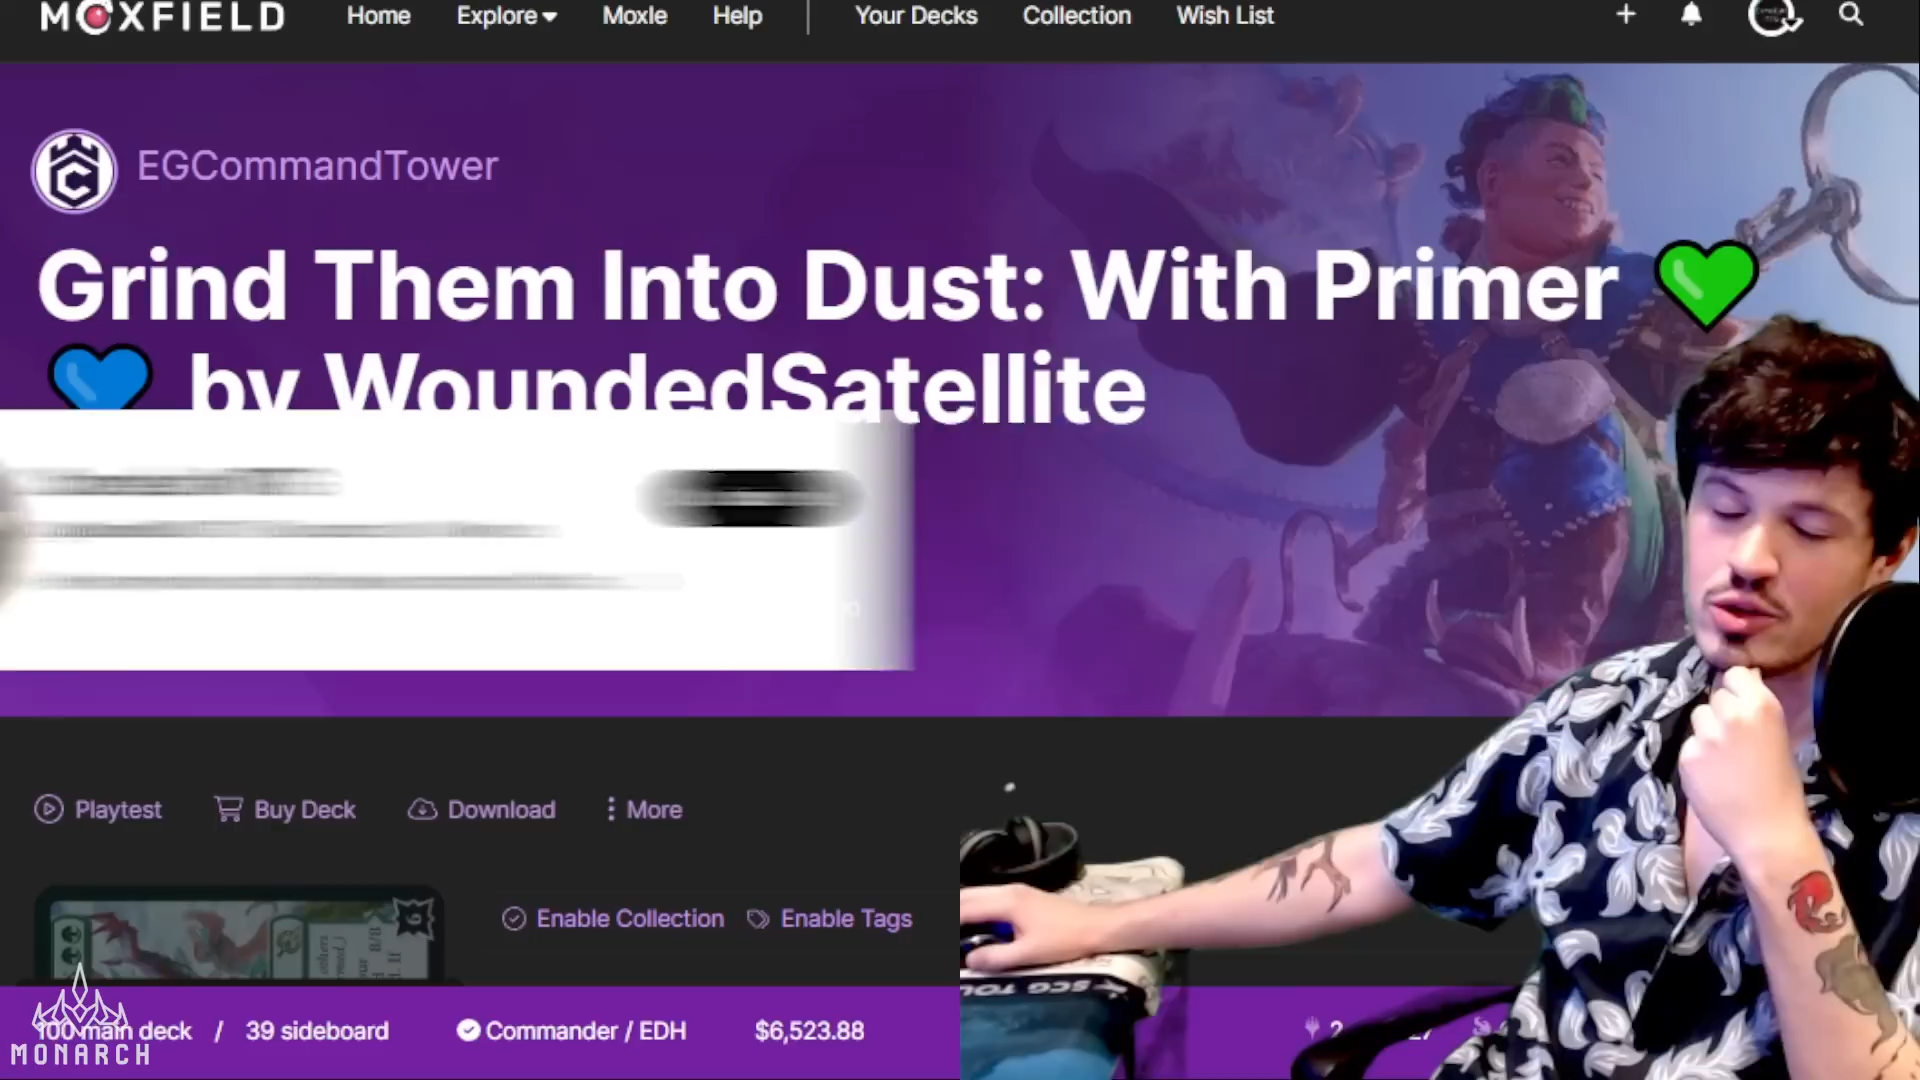 MOXFIELD
Home Explore Moxle Help Your Decks Collection Wish List
EGCommandTower
Grind Them Into Dust: With Primer 💚
💙 by WoundedSatellite
Playtest Buy Deck Download More
Enable Collection Enable Tags
100 main deck / 39 sideboard Commander / EDH $6,523.88
MONARCH
SCG TOU